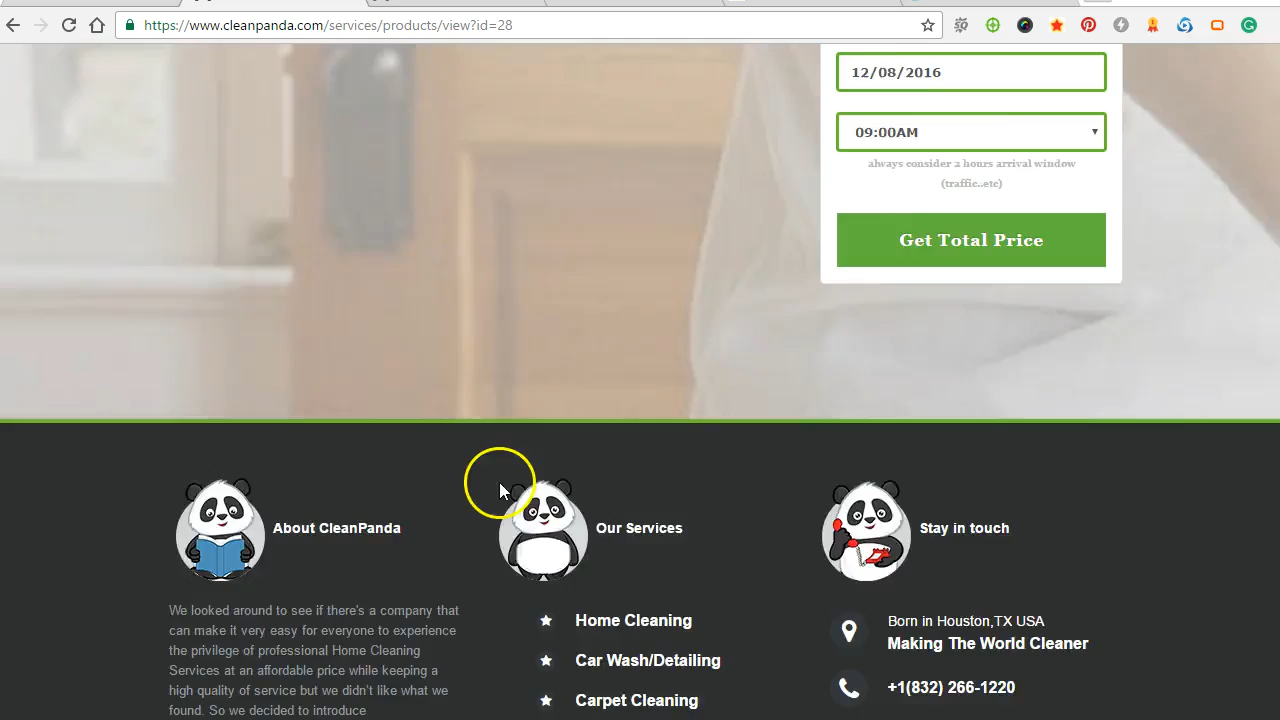 https://www.cleanpanda.com/services/products/view?id=28
12/08/2016
09:00AM
always consider 2 hours arrival window
(traffic..etc)
Get Total Price
About CleanPanda
We looked around to see if there's a company that
can make it very easy for everyone to experience
the privilege of professional Home Cleaning
Services at an affordable price while keeping a
high quality of service but we didn't like what we
found. So we decided to introduce
Our Services
Home Cleaning
Car Wash/Detailing
Carpet Cleaning
Stay in touch
Born in Houston,TX USA
Making The World Cleaner
+1(832) 266-1220